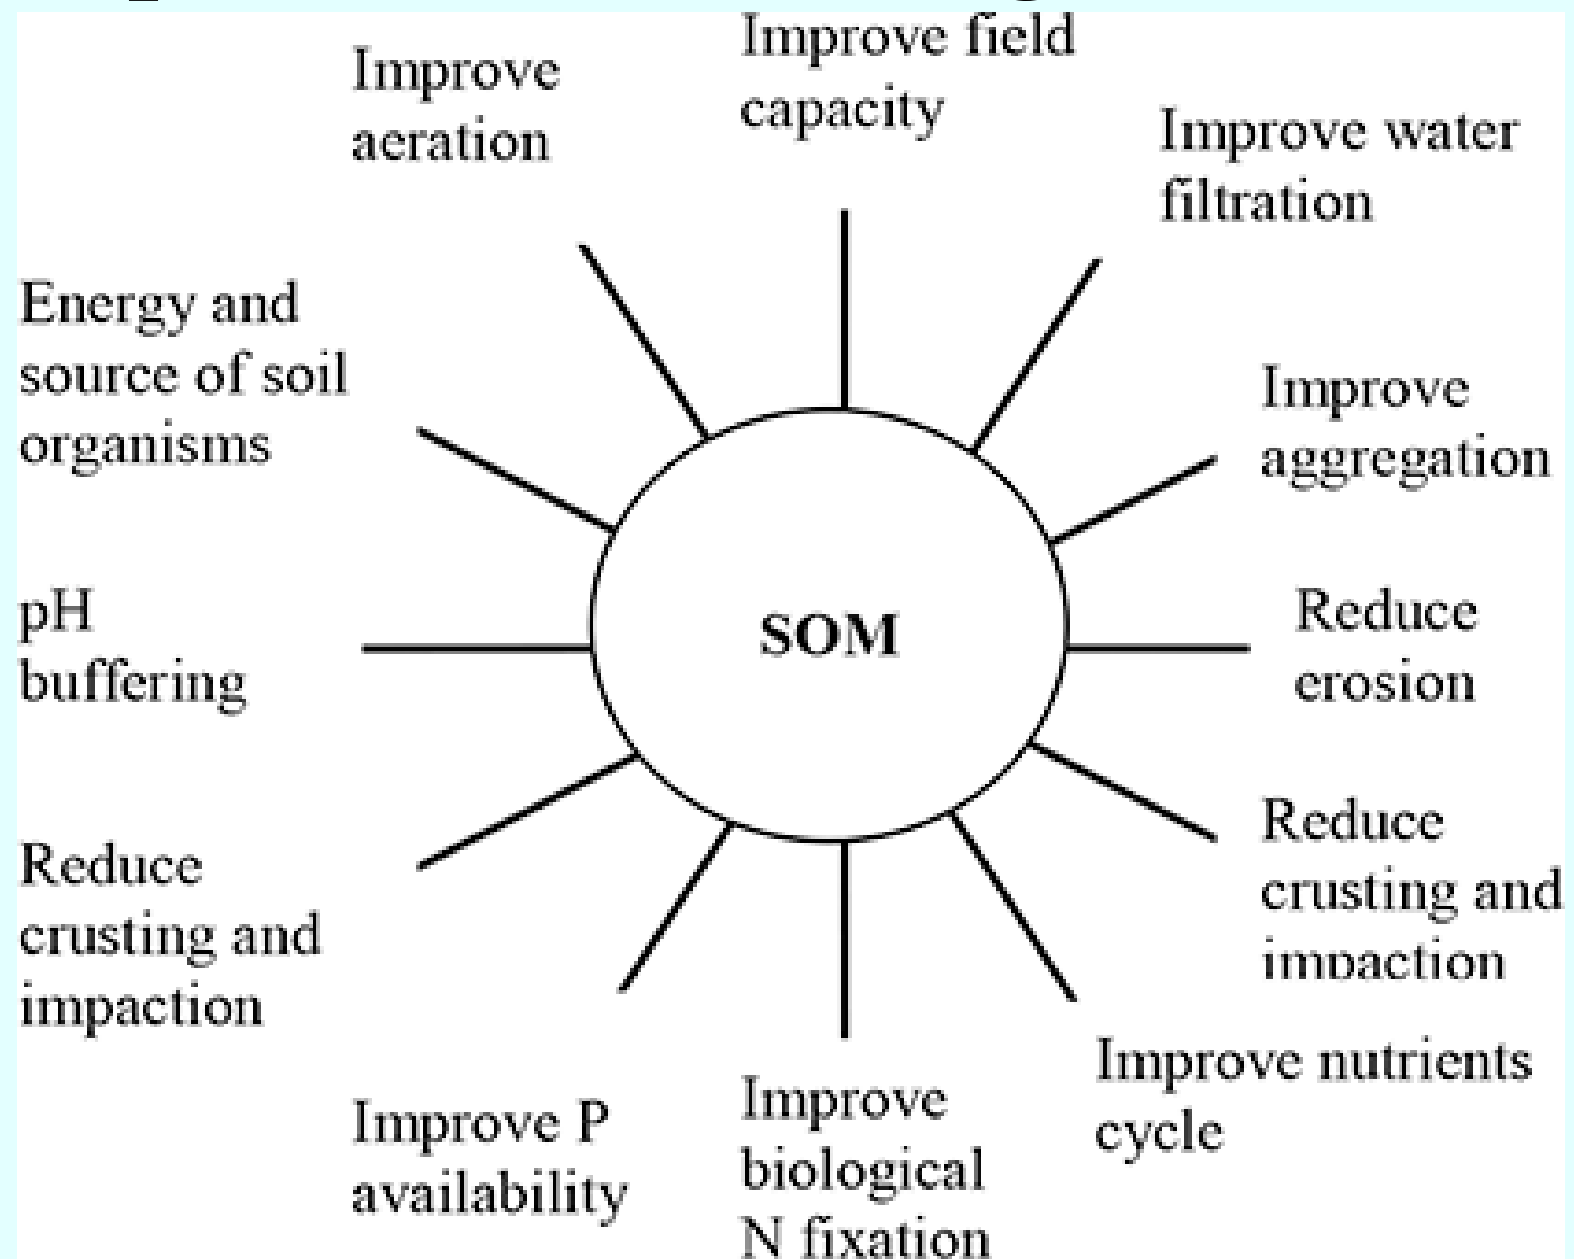 Improve field
capacity
Improve
aeration
Improve water
filtration
Energy and
source of soil
organisms
Improve
aggregation
pH
buffering
SOM
Reduce
erosion
Reduce
crusting and
impaction
Reduce
crusting and
impaction
Improve P
availability
Improve
biological
N fixation
Improve nutrients
cycle